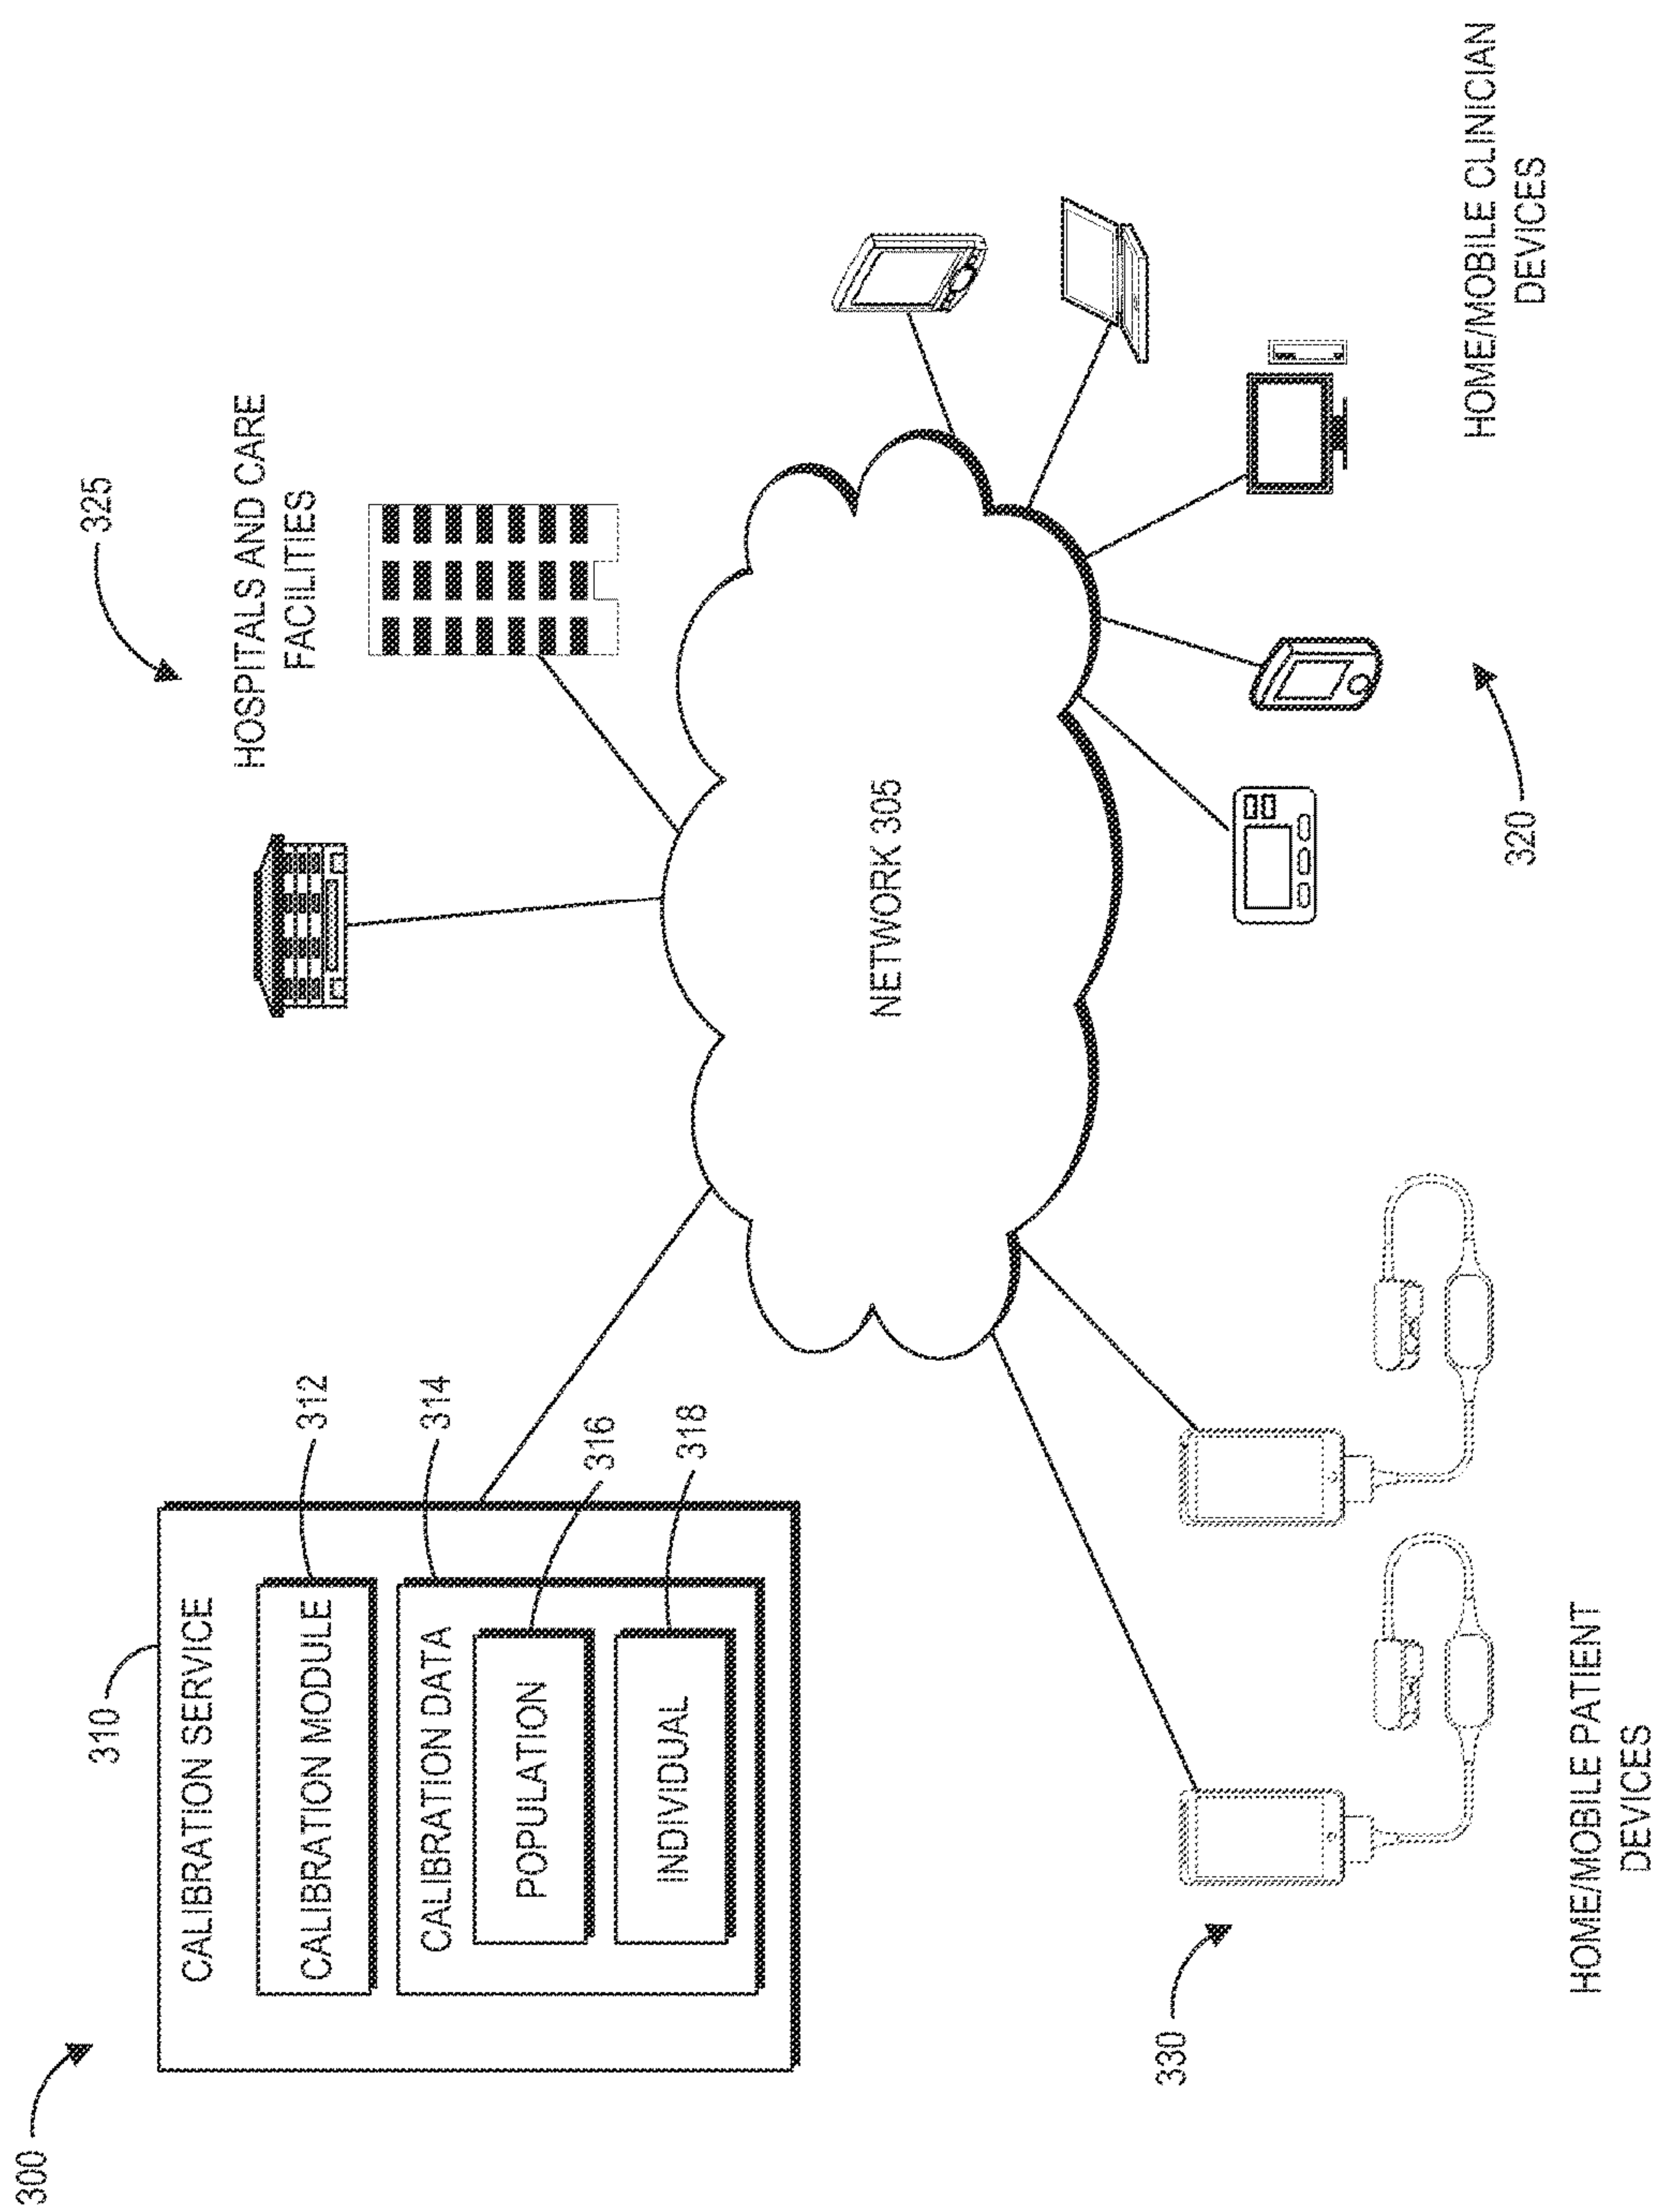 300
310
CALIBRATION SERVICE
CALIBRATION MODULE
312
CALIBRATION DATA
314
POPULATION
316
INDIVIDUAL
318
325
HOSPITALS AND CARE
FACILITIES
NETWORK 305
330
HOME/MOBILE PATIENT
DEVICES
320
HOME/MOBILE CLINICIAN
DEVICES